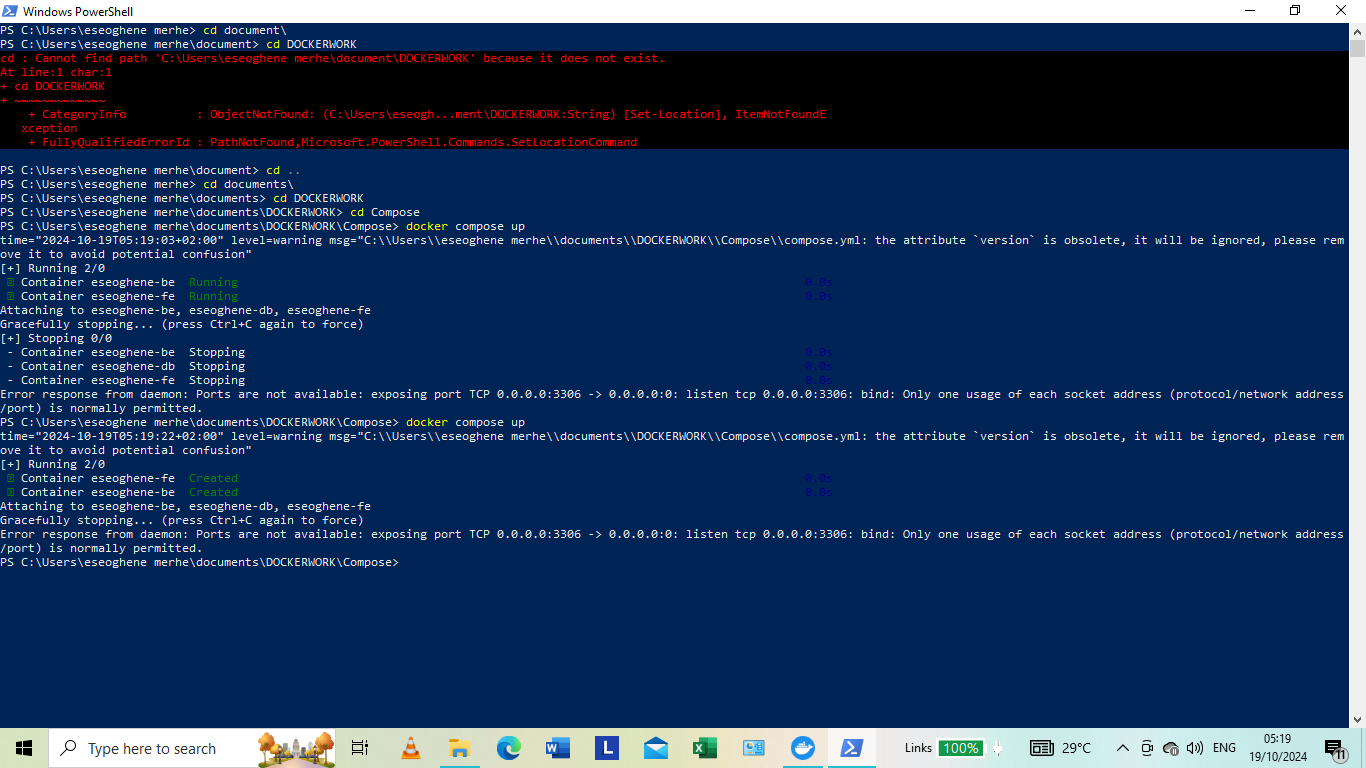 Windows PowerShell
PS C:\Users\eseoghene merhe> cd document\
PS C:\Users\eseoghene merhe\document> cd DOCKERWORK
cd : Cannot find path 'C:\Users\eseoghene merhe\document\DOCKERWORK' because it does not exist.
At line:1 char:1
+ cd DOCKERWORK
+ ~~~~~~~~~~~~~
    + CategoryInfo          : ObjectNotFound: (C:\Users\eseogh...ment\DOCKERWORK:String) [Set-Location], ItemNotFoundE
   xception
    + FullyQualifiedErrorId : PathNotFound,Microsoft.PowerShell.Commands.SetLocationCommand
PS C:\Users\eseoghene merhe\document> cd ..
PS C:\Users\eseoghene merhe> cd documents\
PS C:\Users\eseoghene merhe\documents> cd DOCKERWORK
PS C:\Users\eseoghene merhe\documents\DOCKERWORK> cd Compose
PS C:\Users\eseoghene merhe\documents\DOCKERWORK\Compose> docker compose up
time="2024-10-19T05:19:03+02:00" level=warning msg="C:\\Users\\eseoghene merhe\\documents\\DOCKERWORK\\Compose\\compose.yml: the attribute `version` is obsolete, it will be ignored, please rem
ove it to avoid potential confusion"
[+] Running 2/0
Container eseoghene-be  Running 0.0s
Container eseoghene-fe  Running 0.0s
Attaching to eseoghene-be, eseoghene-db, eseoghene-fe
Gracefully stopping... (press Ctrl+C again to force)
[+] Stopping 0/0
 - Container eseoghene-be  Stopping 0.0s
 - Container eseoghene-db  Stopping 0.0s
 - Container eseoghene-fe  Stopping 0.0s
Error response from daemon: Ports are not available: exposing port TCP 0.0.0.0:3306 -> 0.0.0.0:0: listen tcp 0.0.0.0:3306: bind: Only one usage of each socket address (protocol/network address
/port) is normally permitted.
PS C:\Users\eseoghene merhe\documents\DOCKERWORK\Compose> docker compose up
time="2024-10-19T05:19:22+02:00" level=warning msg="C:\\Users\\eseoghene merhe\\documents\\DOCKERWORK\\Compose\\compose.yml: the attribute `version` is obsolete, it will be ignored, please rem
ove it to avoid potential confusion"
[+] Running 2/0
Container eseoghene-fe  Created 0.0s
Container eseoghene-be  Created 0.0s
Attaching to eseoghene-be, eseoghene-db, eseoghene-fe
Gracefully stopping... (press Ctrl+C again to force)
Error response from daemon: Ports are not available: exposing port TCP 0.0.0.0:3306 -> 0.0.0.0:0: listen tcp 0.0.0.0:3306: bind: Only one usage of each socket address (protocol/network address
/port) is normally permitted.
PS C:\Users\eseoghene merhe\documents\DOCKERWORK\Compose>
Type here to search
Links 100% 29°C ENG
05:19
19/10/2024
11